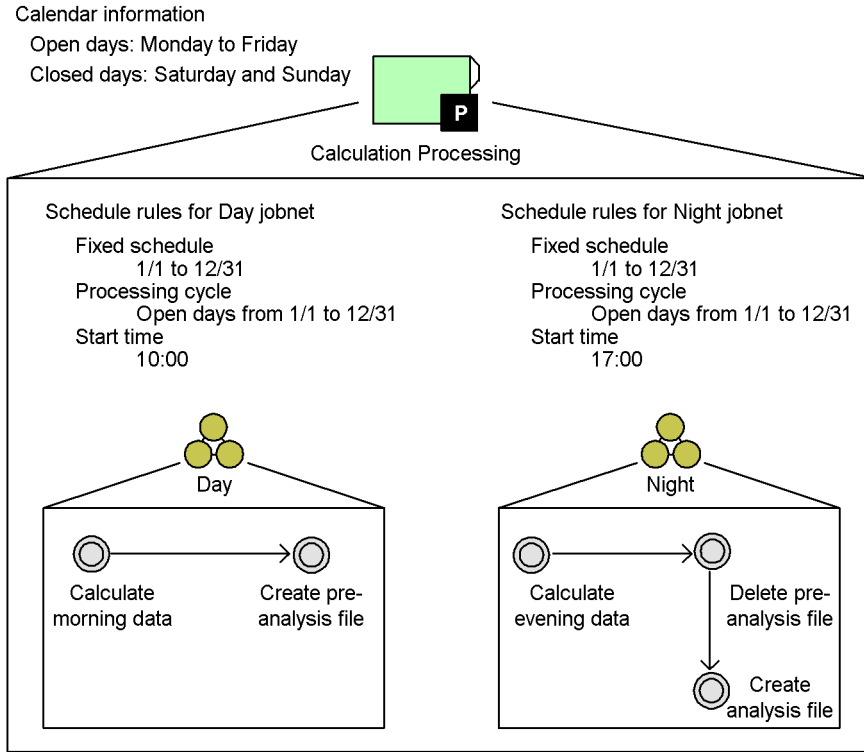 Calendar information
Open days: Monday to Friday
Closed days: Saturday and Sunday
P
Calculation Processing
Schedule rules for Day jobnet
Fixed schedule
1/1 to 12/31
Processing cycle
Open days from 1/1 to 12/31
Start time
10:00
Schedule rules for Night jobnet
Fixed schedule
1/1 to 12/31
Processing cycle
Open days from 1/1 to 12/31
Start time
17:00
Day
Calculate
morning data
Create pre-
analysis file
Night
Calculate
evening data
Delete pre-
analysis file
Create
analysis file